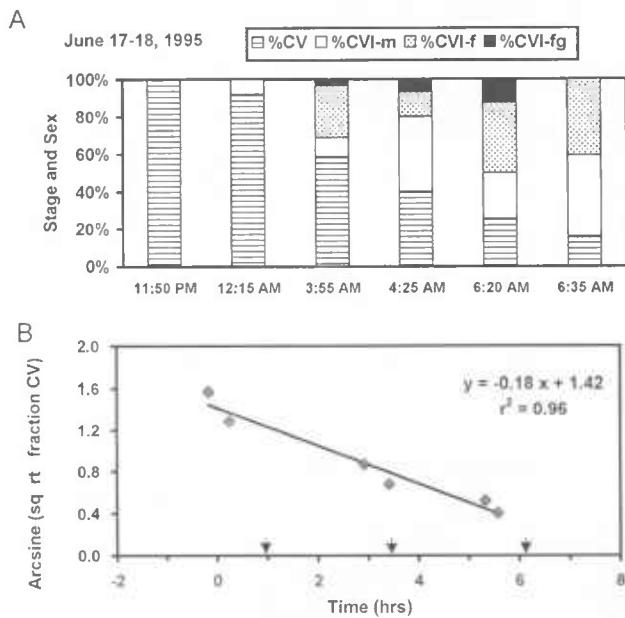 A
June 17-18, 1995
%CV %CVI-m %CVI-f %CVI-fg
100%
80%
60%
40%
20%
0%
Stage and Sex
11:50 PM 12:15 AM 3:55 AM 4:25 AM 6:20 AM 6:35 AM
B
2.0
1.6
1.2
0.8
0.4
0.0
Arcsine (sq rt fraction CV)
y = -0.18 x + 1.42
r² = 0.96
-2 0 2 4 6 8
Time (hrs)